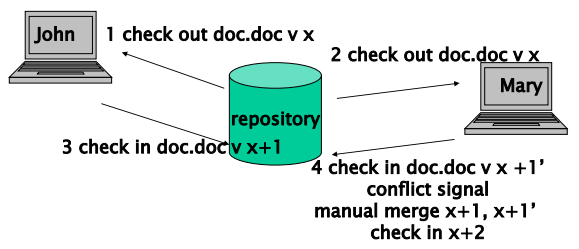 John
1 check out doc.doc v x
2 check out doc.doc v x
Mary
repository
3 check in doc.doc v x+1
4 check in doc.doc v x +1’
conflict signal
manual merge x+1, x+1’
check in x+2